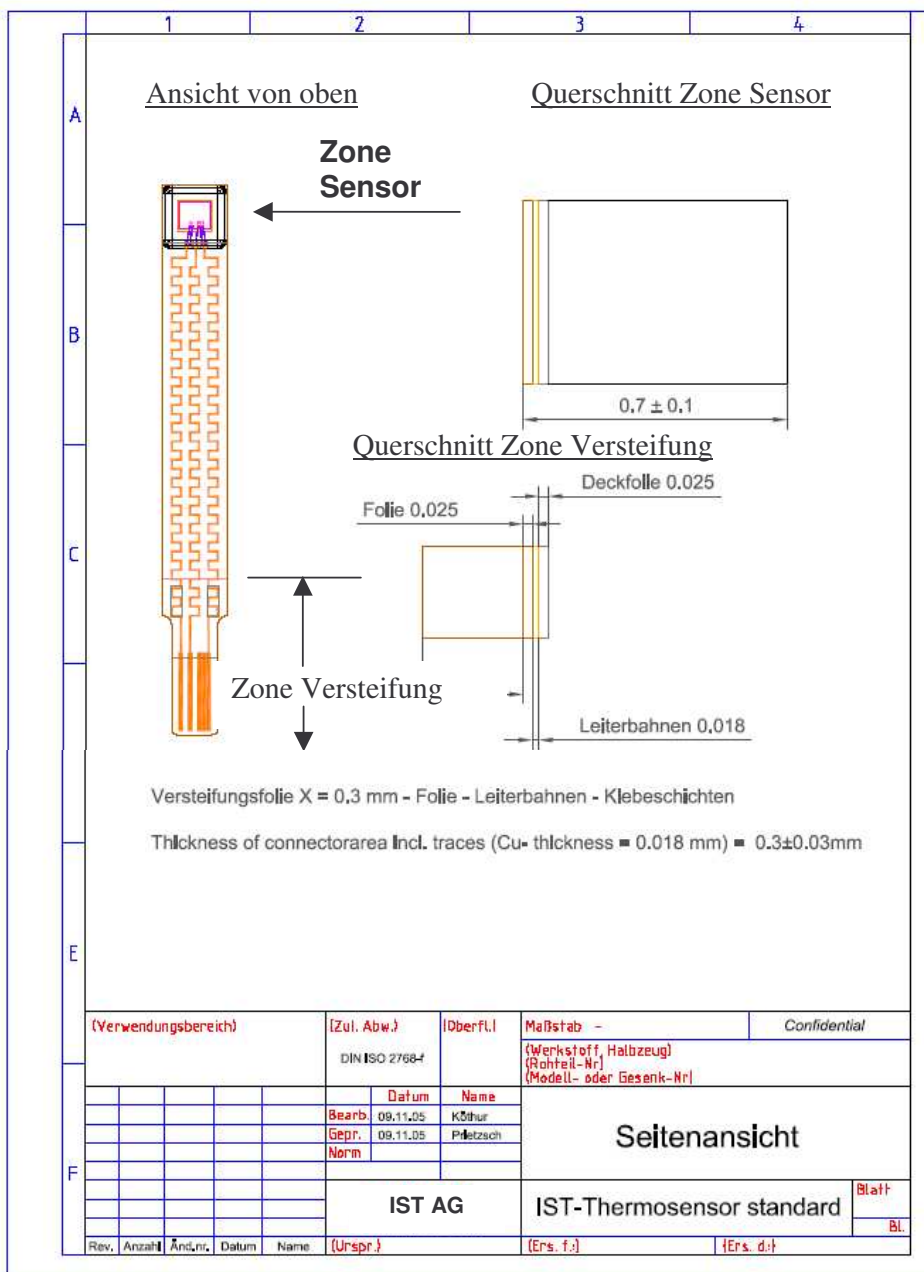 1 2 3 4
A
B
C
E
F
Ansicht von oben
Querschnitt Zone Sensor
Zone
Sensor
0.7 ± 0.1
Querschnitt Zone Versteifung
Deckfolie 0.025
Folie 0.025
Zone Versteifung
Leiterbahnen 0.018
Versteifungsfolie X = 0.3 mm - Folie - Leiterbahnen - Klebeschichten
Thickness of connectorarea incl. traces (Cu- thickness = 0.018 mm) = 0.3±0.03mm
(Verwendungsbereich)
(Zul. Abw.)
(Oberfl.)
Maßstab -
Confidential
DIN ISO 2768-f
(Werkstoff, Halbzeug)
(Rohteil-Nr)
(Modell- oder Gesenk-Nr)
Datum Name
Bearb. 09.11.05 Köthur
Gepr. 09.11.05 Prietzsch
Norm
Seitenansicht
IST AG
IST-Thermosensor standard
Blatt
Bl.
Rev. Anzahl Änd.nr. Datum Name
(Urspr.)
(Ers. f.:)
(Ers. d.:)